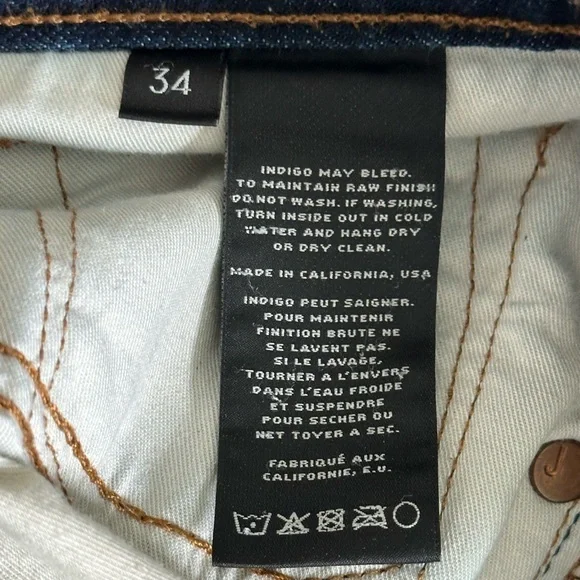 34
INDIGO MAY BLEED.
TO MAINTAIN RAW FINISH
DO NOT WASH. IF WASHING,
TURN INSIDE OUT IN COLD
WATER AND HANG DRY
OR DRY CLEAN.
MADE IN CALIFORNIA, USA
INDIGO PEUT SAIGNER.
POUR MAINTENIR
FINITION BRUTE NE
SE LAVENT PAS.
SI LE LAVAGE,
TOURNER A L'ENVERS
DANS L'EAU FROIDE
ET SUSPENDRE
POUR SECHER OU
NET TOYER A SEC.
FABRIQUÉ AUX
CALIFORNIE, E.U.
J